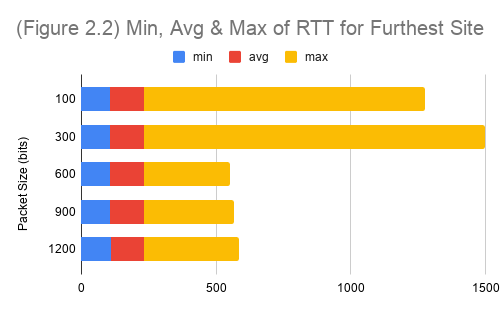 (Figure 2.2) Min, Avg & Max of RTT for Furthest Site
min avg max
100
300
600
900
1200
Packet Size (bits)
0 500 1000 1500